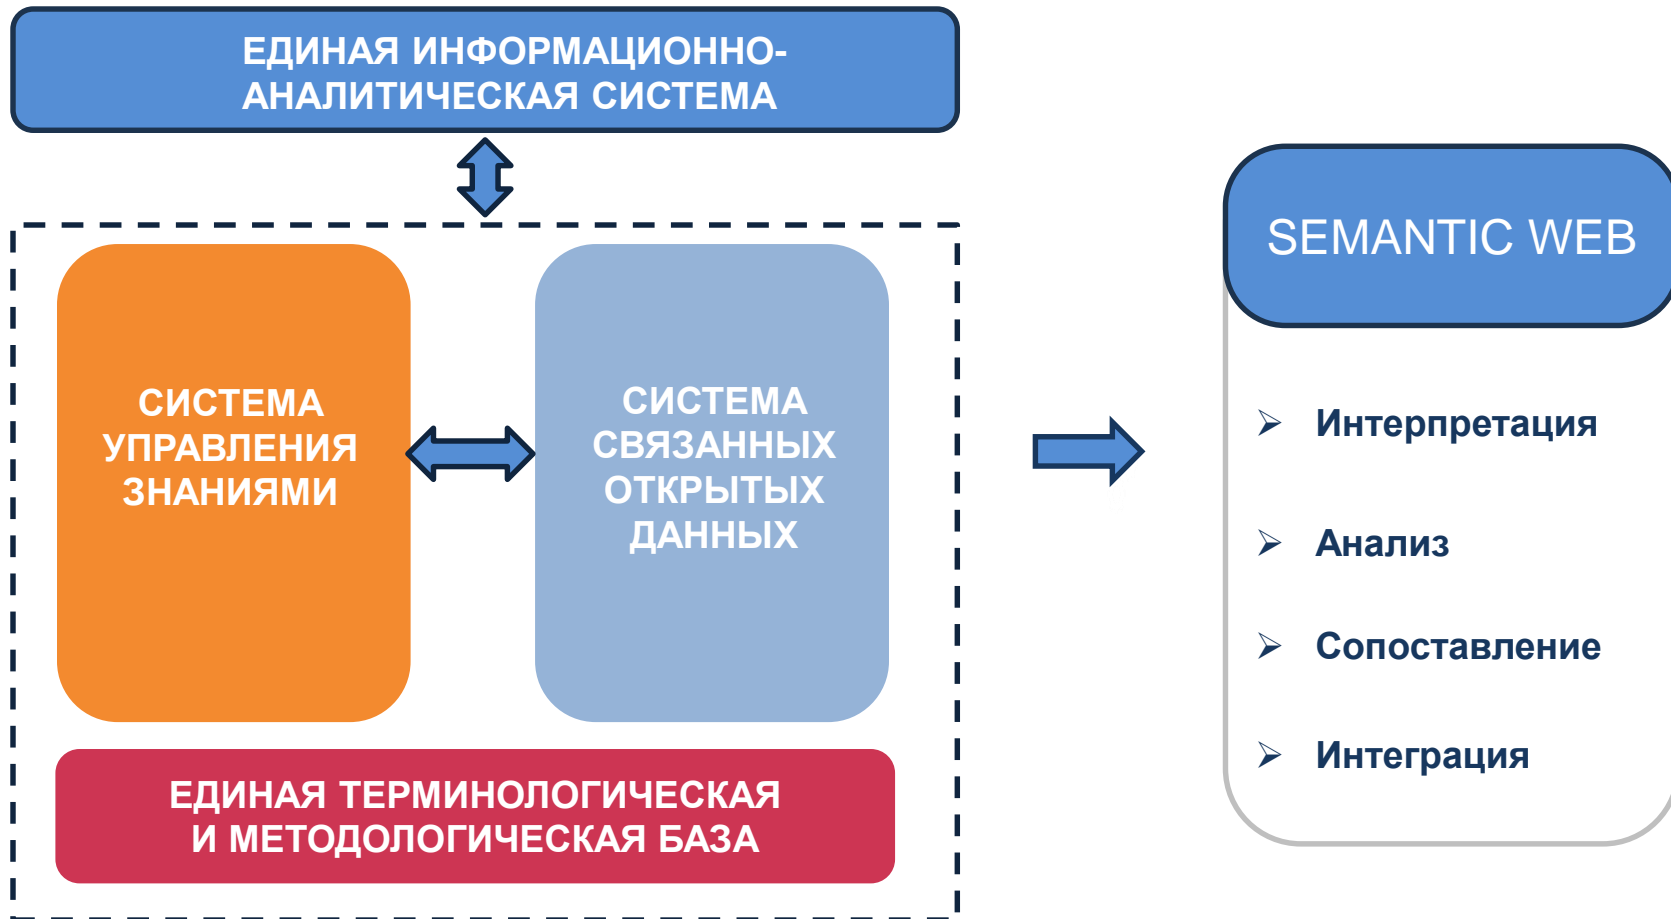 ЕДИНАЯ ИНФОРМАЦИОННО-
АНАЛИТИЧЕСКАЯ СИСТЕМА
СИСТЕМА
УПРАВЛЕНИЯ
ЗНАНИЯМИ
СИСТЕМА
СВЯЗАННЫХ
ОТКРЫТЫХ
ДАННЫХ
ЕДИНАЯ ТЕРМИНОЛОГИЧЕСКАЯ
И МЕТОДОЛОГИЧЕСКАЯ БАЗА
SEMANTIC WEB
Интерпретация
Анализ
Сопоставление
Интеграция